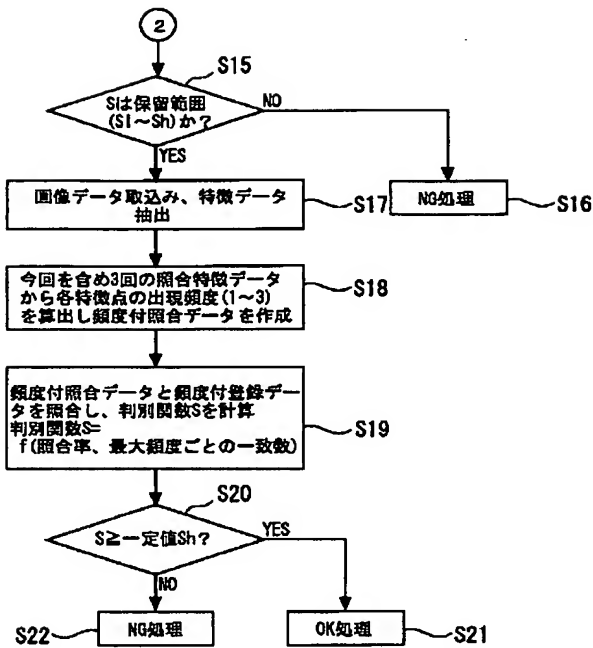 2
S15
Sは保留範囲
(Sl～Sh)か?
NO
YES
画像データ取込み、特徴データ
抽出
S17
NG処理
S16
今回を含め3回の照合特徴データ
から各特徴点の出現頻度(1～3)
を算出し頻度付照合データを作成
S18
頻度付照合データと頻度付登録デー
タを照合し、判別関数Sを計算
判別関数S=
f(照合率、最大頻度ごとの一致数)
S19
S20
S≧一定値Sh?
YES
NO
S22
NG処理
OK処理
S21